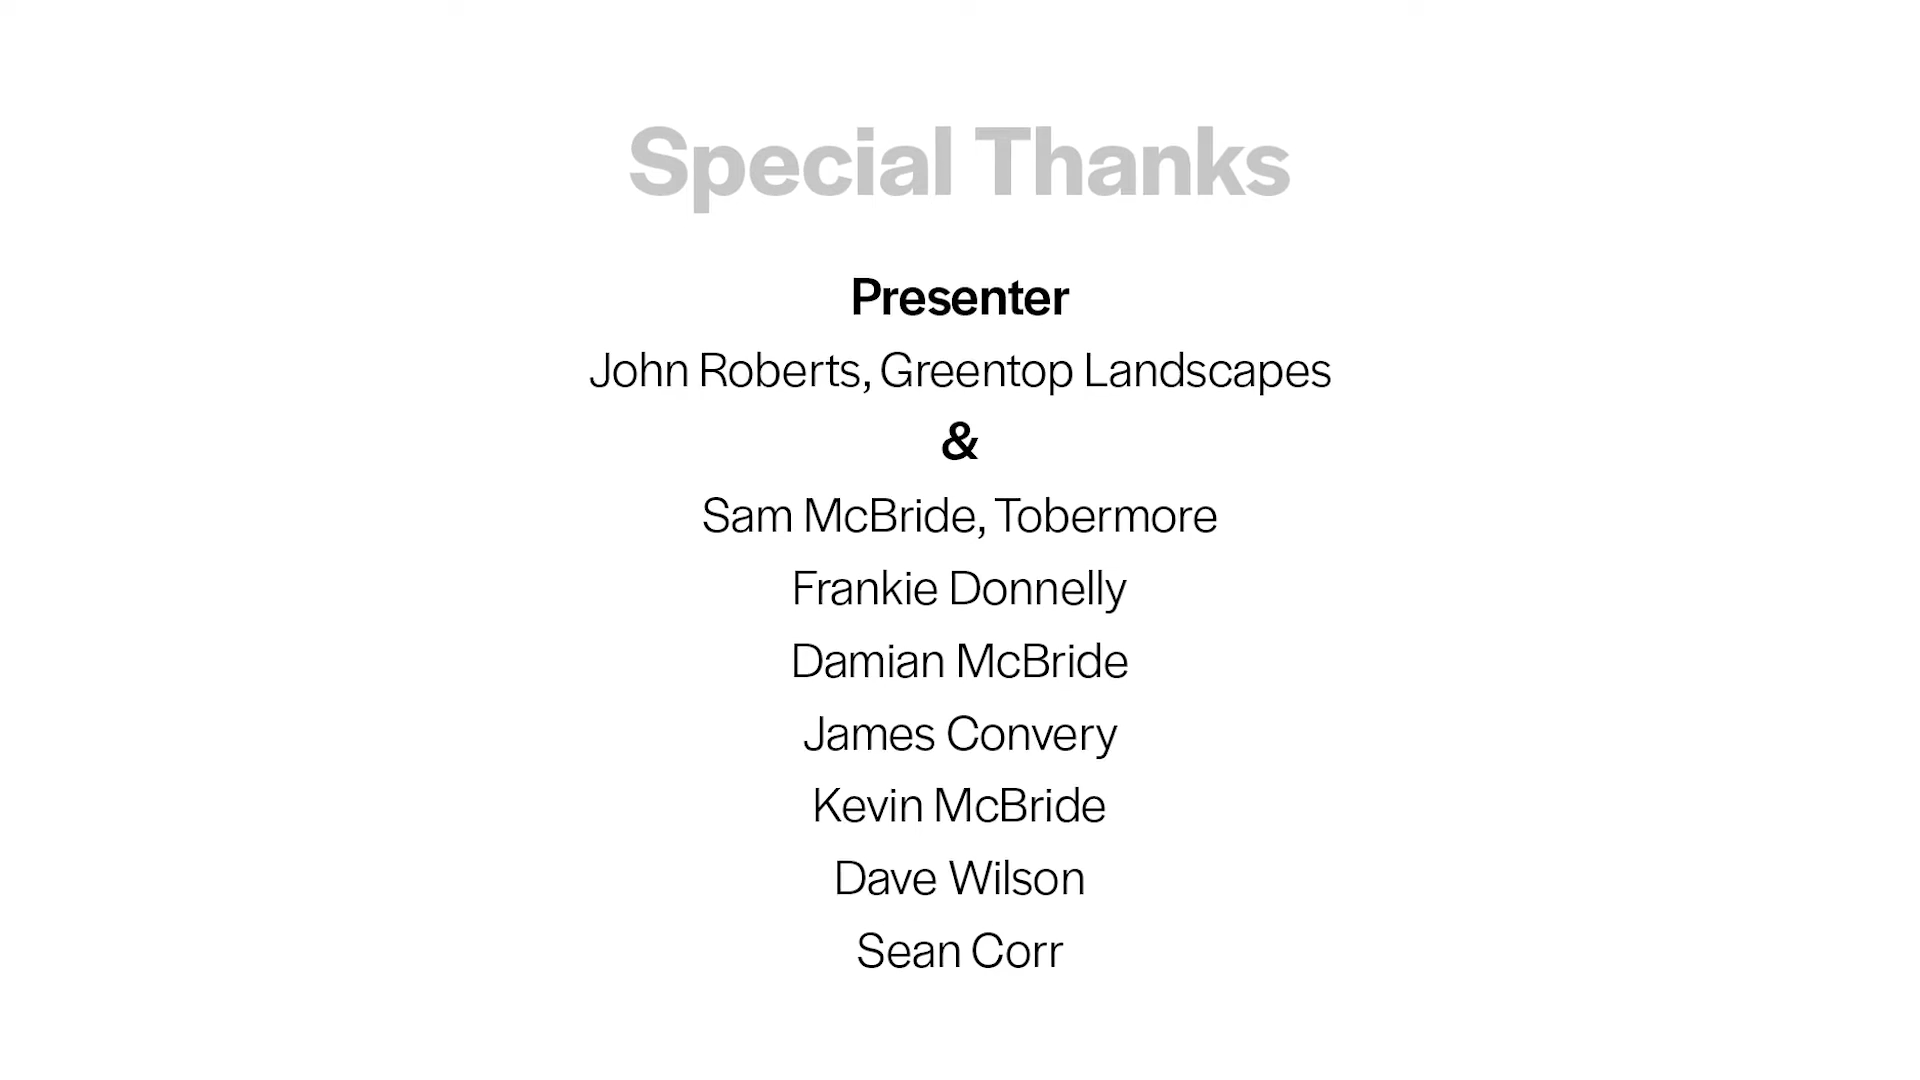 Special Thanks
Presenter
John Roberts, Greentop Landscapes
&
Sam McBride, Tobermore
Frankie Donnelly
Damian McBride
James Convery
Kevin McBride
Dave Wilson
Sean Corr